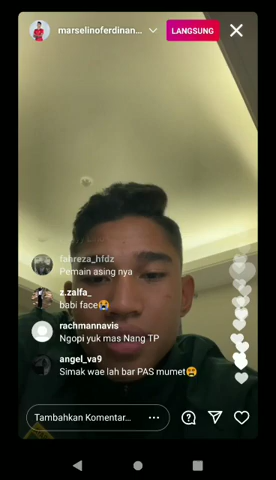 marselinoferdinan...
LANGSUNG
fahreza_hfdz
Pemain asing nya
z.zalfa_
babi face😭
rachmannavis
Ngopi yuk mas Nang TP
angel_va9
Simak wae lah bar PAS mumet😩
Tambahkan Komentar...